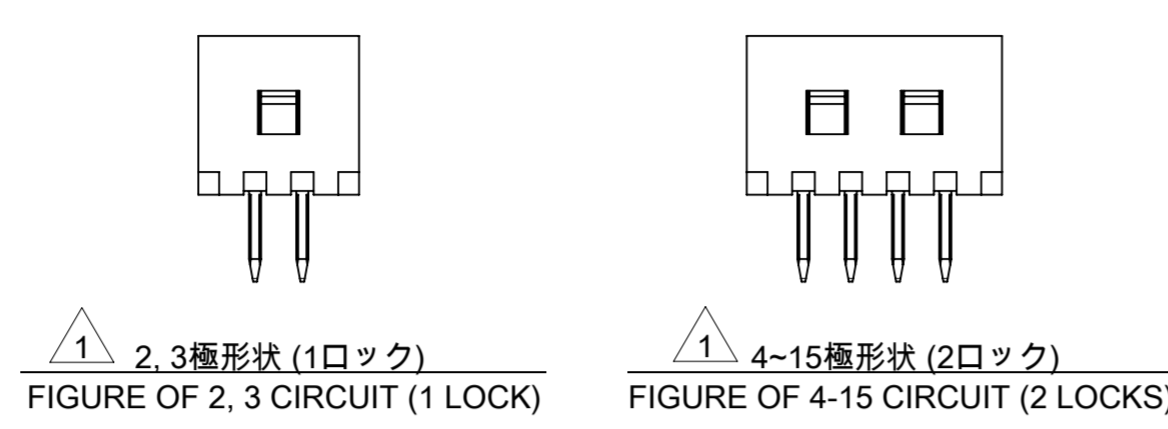 1 2, 3極形状 (1ロック)
FIGURE OF 2, 3 CIRCUIT (1 LOCK)
1 4~15極形状 (2ロック)
FIGURE OF 4-15 CIRCUIT (2 LOCKS)